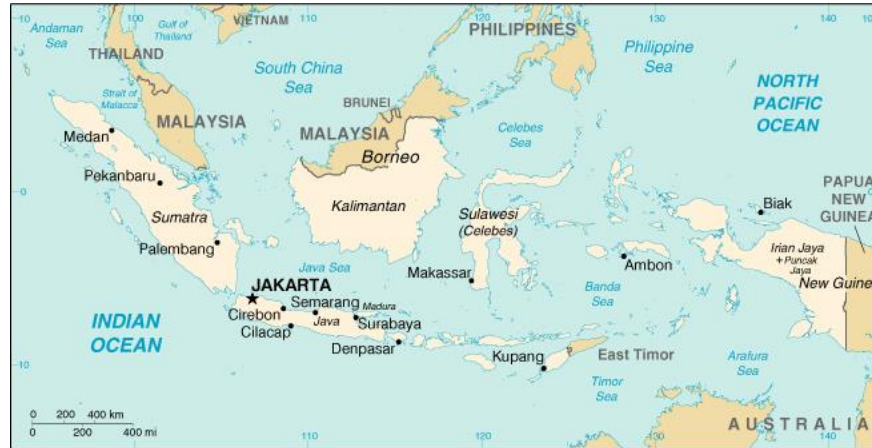 Andaman
Sea
Gulf of
Thailand
VIETNAM
100
110
120
130
140
THAILAND
PHILIPPINES
Philippine
Sea
South China
Sea
Strait of
Malacca
BRUNEI
NORTH
PACIFIC
OCEAN
MALAYSIA
MALAYSIA
Celebes
Sea
Medan
Borneo
Pekanbaru
0
Biak
PAPUA
NEW
GUINEA
Sumatra
Kalimantan
Sulawesi
(Celebes)
Palembang
Irian Jaya
+ Puncak
Jaya
Java Sea
Makassar
Ambon
New Guine
JAKARTA
Banda
Sea
Semarang
Madura
Cirebon
Java
Surabaya
INDIAN
OCEAN
Cilacap
Denpasar
Kupang
East Timor
10
Arafura
Sea
Timor
Sea
0 200 400 km
0 200 400 mi
110
120
130
140
AUSTRALIA